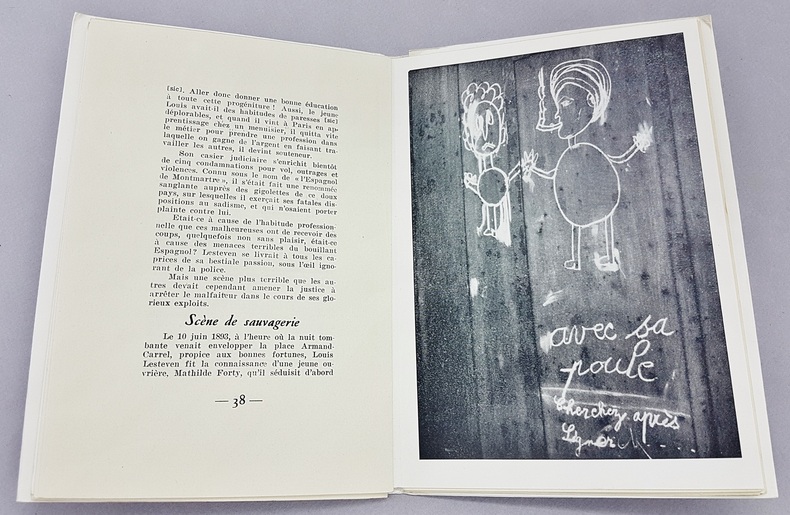 [sic]. Aller donc donner une bonne éducation
à toute cette progéniture ! Aussi, le jeune
Louis avait-il des habitudes de paresses [sic]
déplorables, et quand il vint à Paris en ap-
prentissage chez un menuisier, il quitta vite
le métier pour prendre une profession dans
laquelle on gagne de l'argent en faisant tra-
vailler les autres, il devint souteneur.
Son casier judiciaire s'enrichit bientôt
de cinq condamnations pour vol, outrages et
violences. Connu sous le nom de « l'Espagnol
de Montmartre », il s'était fait une renommée
sanglante auprès des gigolettes de ce doux
pays, sur lesquelles il exerçait ses fatales dis-
positions au sadisme, et qui n'osaient porter
plainte contre lui.
Etait-ce à cause de l'habitude profession-
nelle que ces malheureuses ont de recevoir des
coups, quelquefois non sans plaisir, était-ce
à cause des menaces terribles du bouillant
Espagnol? Lesteven se livrait à tous les ca-
prices de sa bestiale passion, sous l'œil igno-
rant de la police.
Mais une scène plus terrible que les au-
tres devait cependant amener la justice à
arrêter le malfaiteur dans le cours de ses glo-
rieux exploits.
Scène de sauvagerie
Le 10 juin 1893, à l'heure où la nuit tom-
bante venait envelopper la place Armand-
Carrel, propice aux bonnes fortunes, Louis
Lesteven fit la connaissance d'une jeune ou-
vrière, Mathilde Forty, qu'il séduisit d'abord
— 38 —
avec sa
poule
Cherchez après